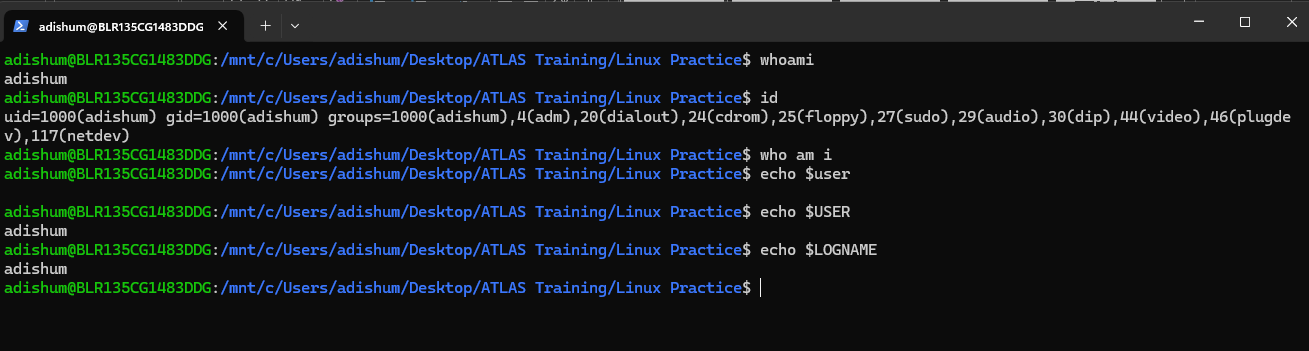 adishum@BLR135CG1483DDG
adishum@BLR135CG1483DDG:/mnt/c/Users/adishum/Desktop/ATLAS Training/Linux Practice$ whoami
adishum
adishum@BLR135CG1483DDG:/mnt/c/Users/adishum/Desktop/ATLAS Training/Linux Practice$ id
uid=1000(adishum) gid=1000(adishum) groups=1000(adishum),4(adm),20(dialout),24(cdrom),25(floppy),27(sudo),29(audio),30(dip),44(video),46(plugde
v),117(netdev)
adishum@BLR135CG1483DDG:/mnt/c/Users/adishum/Desktop/ATLAS Training/Linux Practice$ who am i
adishum@BLR135CG1483DDG:/mnt/c/Users/adishum/Desktop/ATLAS Training/Linux Practice$ echo $user
adishum@BLR135CG1483DDG:/mnt/c/Users/adishum/Desktop/ATLAS Training/Linux Practice$ echo $USER
adishum
adishum@BLR135CG1483DDG:/mnt/c/Users/adishum/Desktop/ATLAS Training/Linux Practice$ echo $LOGNAME
adishum
adishum@BLR135CG1483DDG:/mnt/c/Users/adishum/Desktop/ATLAS Training/Linux Practice$